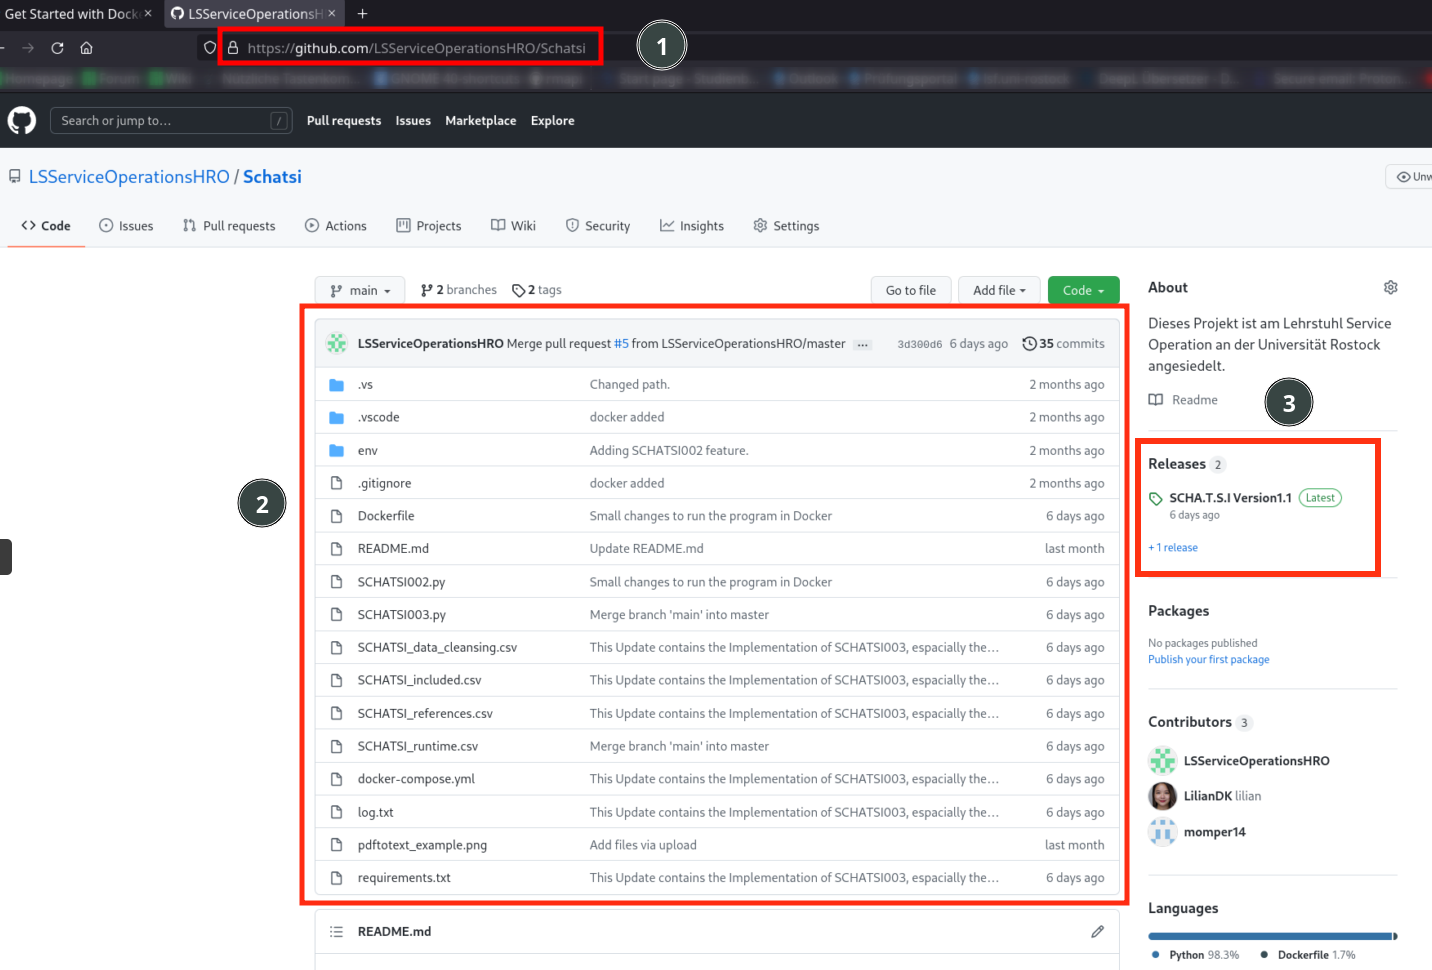 Get Started with Dock
LSServiceOperationsH
https://github.com/LSServiceOperationsHRO/Schatsi
1
Search or jump to…
/
Pull requests
Issues
Marketplace
Explore
LSServiceOperationsHRO / Schatsi
Code
Issues
Pull requests
Actions
Projects
Wiki
Security
Insights
Settings
main
2 branches
2 tags
Go to file
Add file
Code
2
LSServiceOperationsHRO Merge pull request #5 from LSServiceOperationsHRO/master … 3d300d6 6 days ago 35 commits
.vs Changed path. 2 months ago
.vscode docker added 2 months ago
env Adding SCHATSI002 feature. 2 months ago
.gitignore docker added 2 months ago
Dockerfile Small changes to run the program in Docker 6 days ago
README.md Update README.md last month
SCHATSI002.py Small changes to run the program in Docker 6 days ago
SCHATSI003.py Merge branch 'main' into master 6 days ago
SCHATSI_data_cleansing.csv This Update contains the Implementation of SCHATSI003, espacially the… 6 days ago
SCHATSI_included.csv This Update contains the Implementation of SCHATSI003, espacially the… 6 days ago
SCHATSI_references.csv This Update contains the Implementation of SCHATSI003, espacially the… 6 days ago
SCHATSI_runtime.csv Merge branch 'main' into master 6 days ago
docker-compose.yml This Update contains the Implementation of SCHATSI003, espacially the… 6 days ago
log.txt This Update contains the Implementation of SCHATSI003, espacially the… 6 days ago
pdftotext_example.png Add files via upload last month
requirements.txt This Update contains the Implementation of SCHATSI003, espacially the… 6 days ago
README.md
Unw
About
Dieses Projekt ist am Lehrstuhl Service
Operation an der Universität Rostock
angesiedelt.
Readme
3
Releases 2
SCHA.T.S.I Version1.1 Latest
6 days ago
+ 1 release
Packages
No packages published
Publish your first package
Contributors 3
LSServiceOperationsHRO
LilianDK lilian
momper14
Languages
Python 98.3% Dockerfile 1.7%